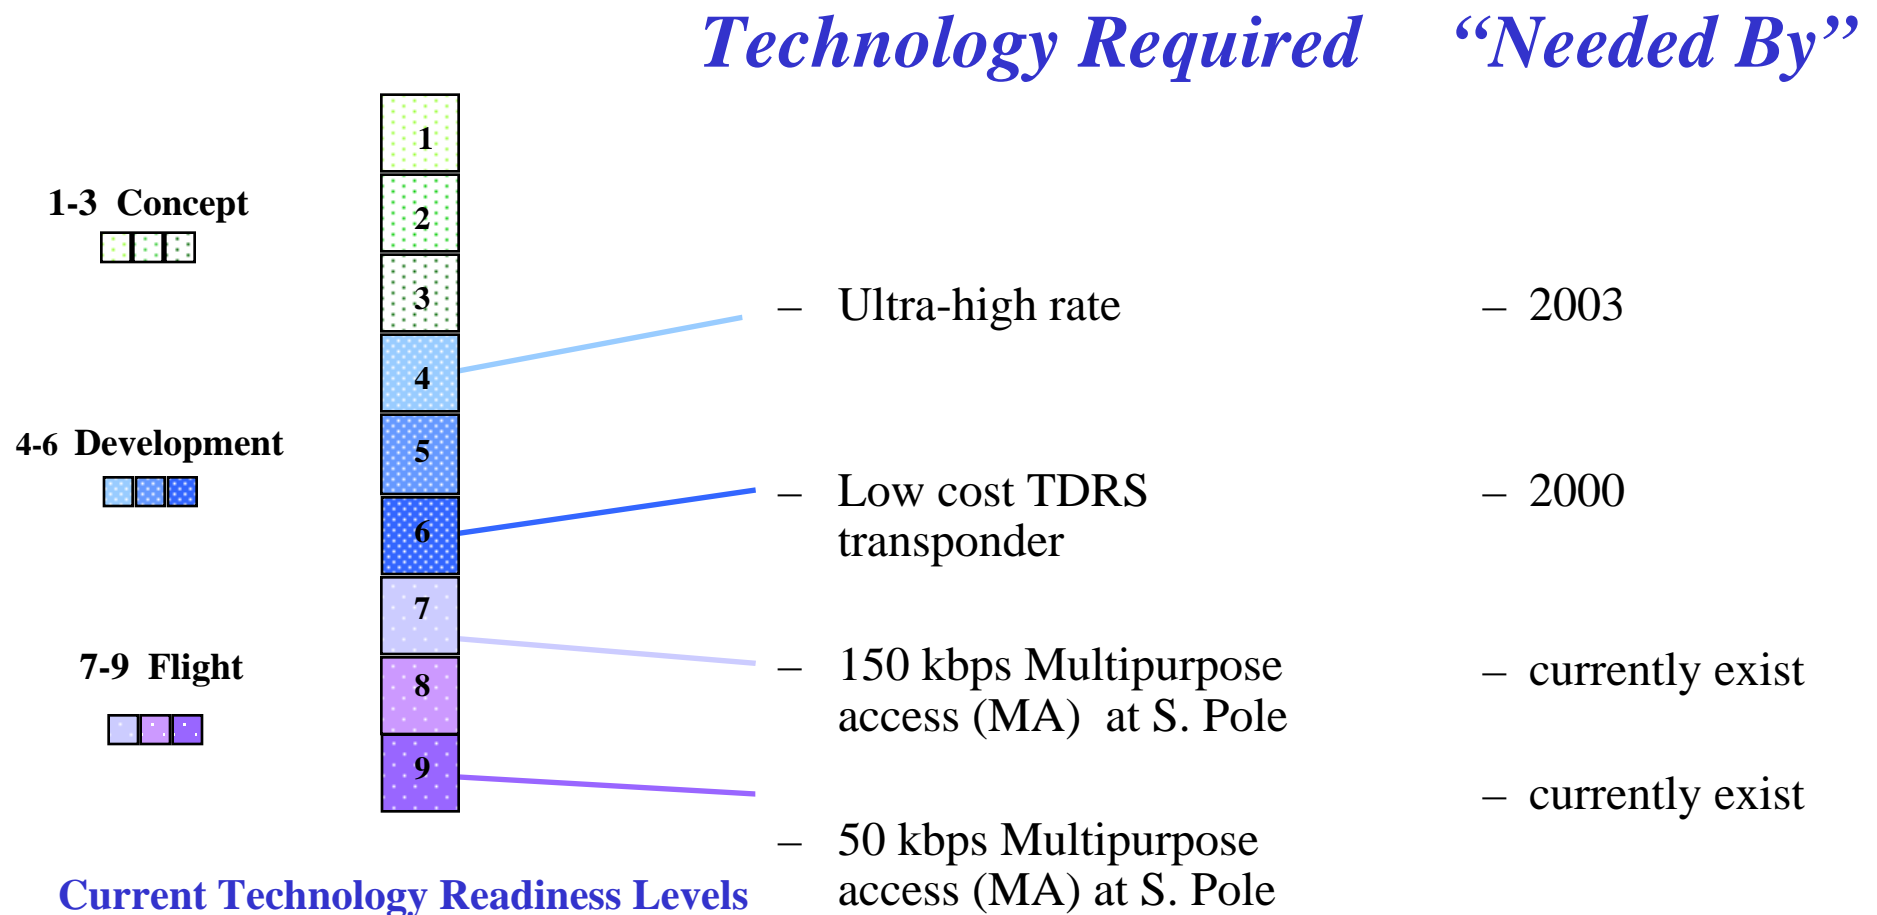 Technology Required “Needed By”
1
1-3 Concept
2
3
– Ultra-high rate – 2003
4
4-6 Development
5
– Low cost TDRS – 2000
transponder
6
7
7-9 Flight
– 150 kbps Multipurpose – currently exist
access (MA) at S. Pole
8
9
– currently exist
– 50 kbps Multipurpose
access (MA) at S. Pole
Current Technology Readiness Levels